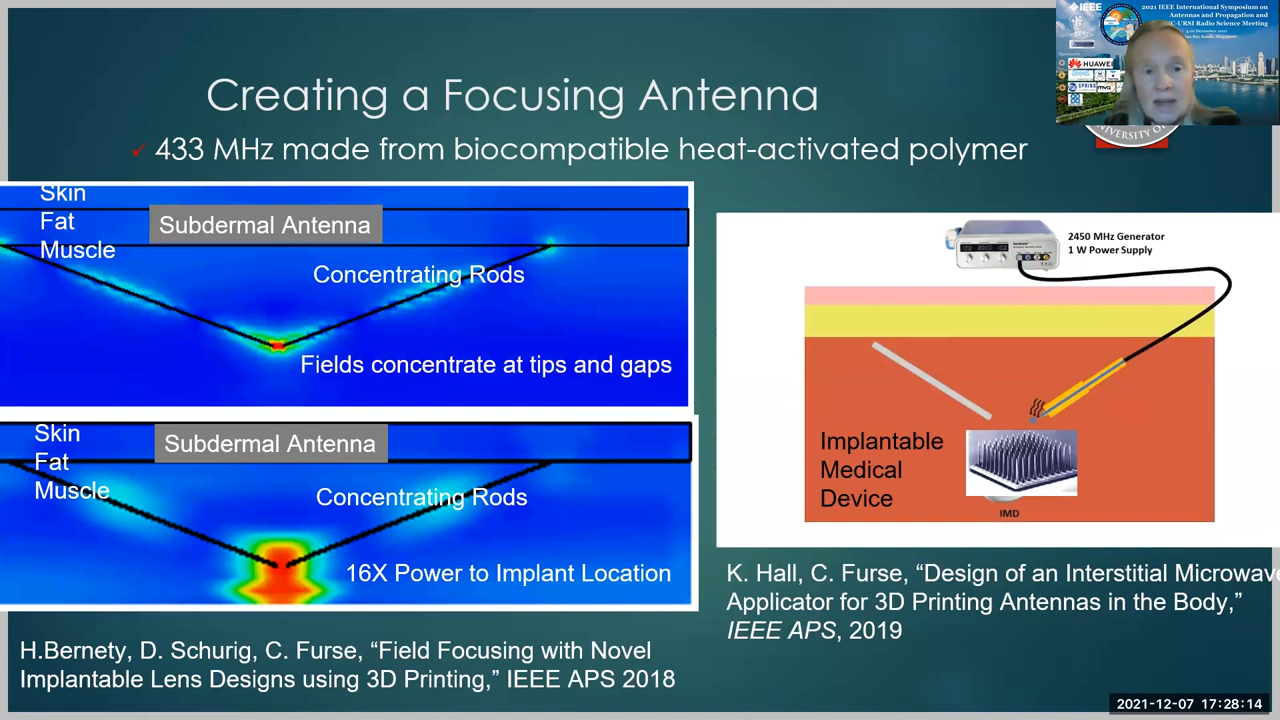 Creating a Focusing Antenna
✓ 433 MHz made from biocompatible heat-activated polymer
IEEE
2021 IEEE International Symposium on
Antennas and Propagation and
Radio Science Meeting
HUAWEI
UNIVERSITY OF
Skin
Fat
Muscle
Subdermal Antenna
Concentrating Rods
Fields concentrate at tips and gaps
Skin
Fat
Muscle
Subdermal Antenna
Concentrating Rods
16X Power to Implant Location
H.Bernety, D. Schurig, C. Furse, “Field Focusing with Novel
Implantable Lens Designs using 3D Printing,” IEEE APS 2018
2450 MHz Generator
1 W Power Supply
Implantable
Medical
Device
IMD
K. Hall, C. Furse, “Design of an Interstitial Microwave
Applicator for 3D Printing Antennas in the Body,”
IEEE APS, 2019
2021-12-07 17:28:14